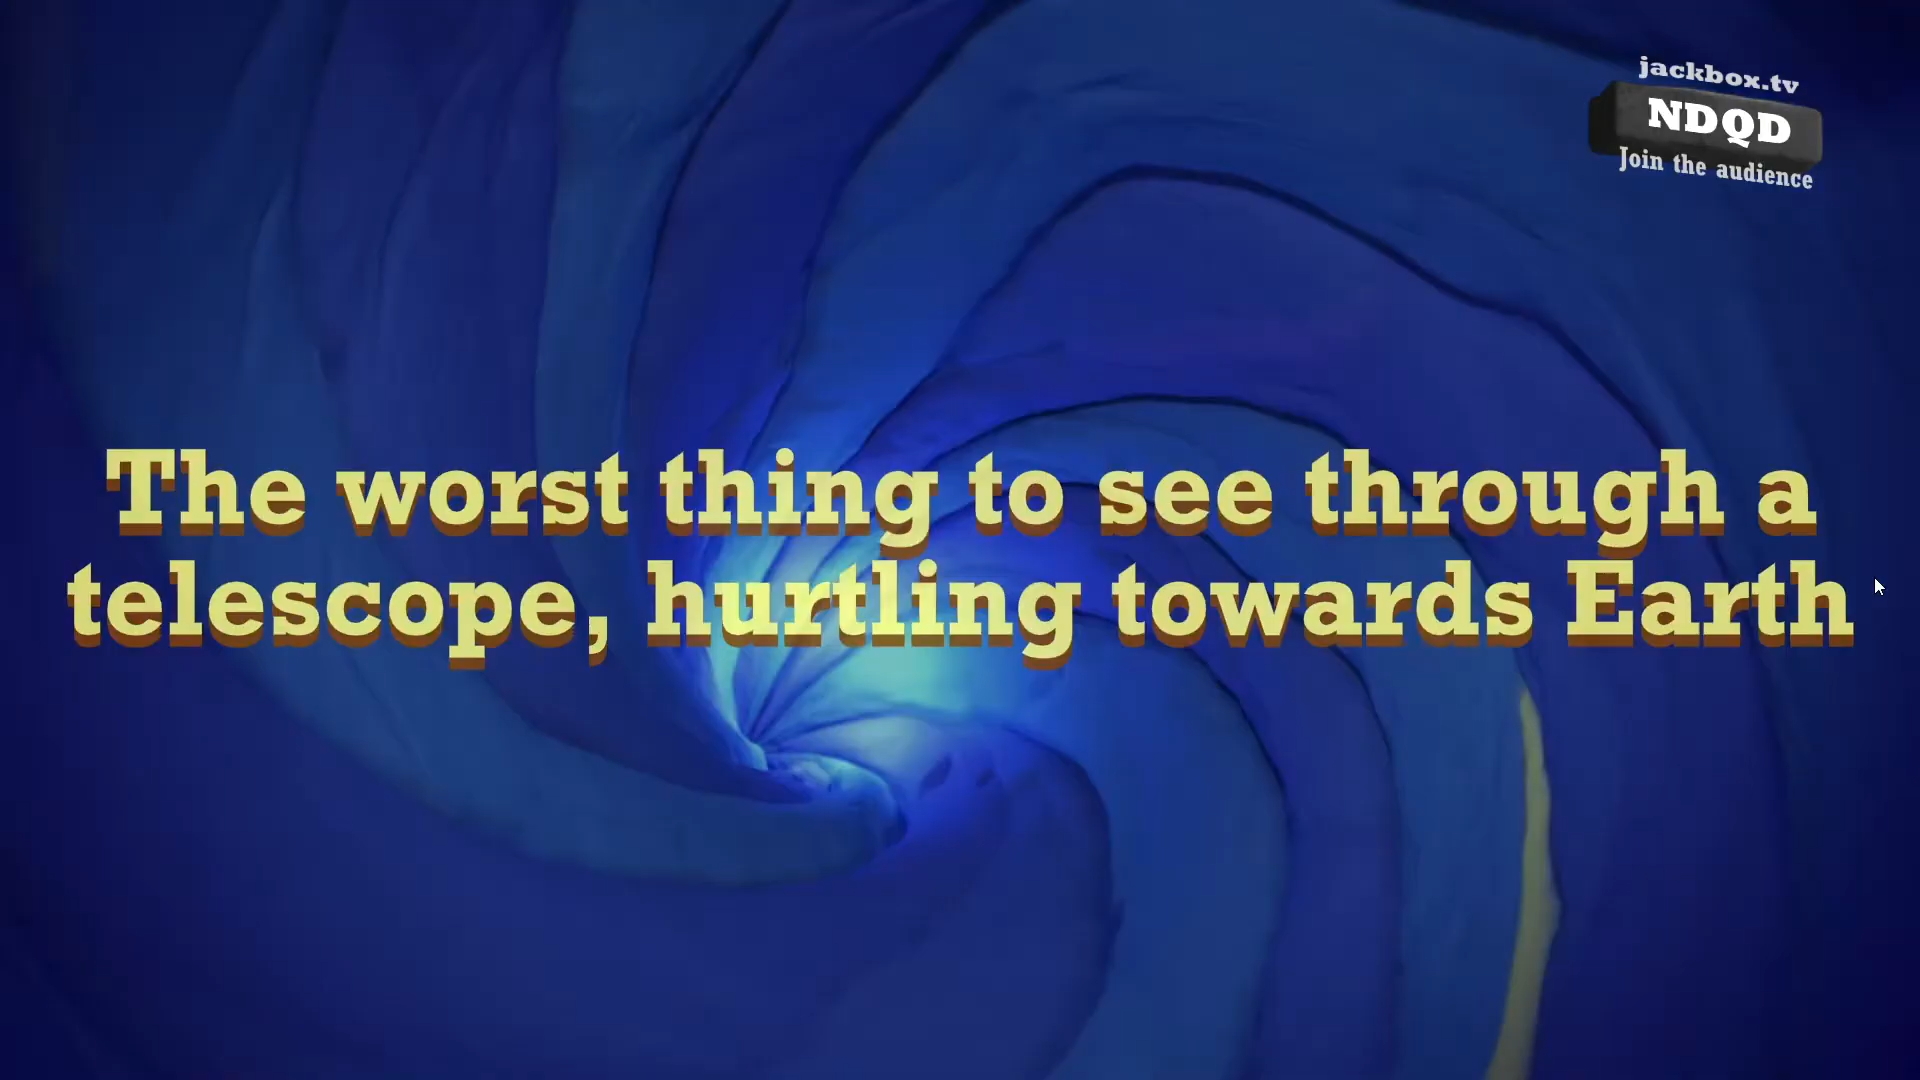 jackbox.tv
NDQD
Join the audience
The worst thing to see through a
telescope, hurtling towards Earth